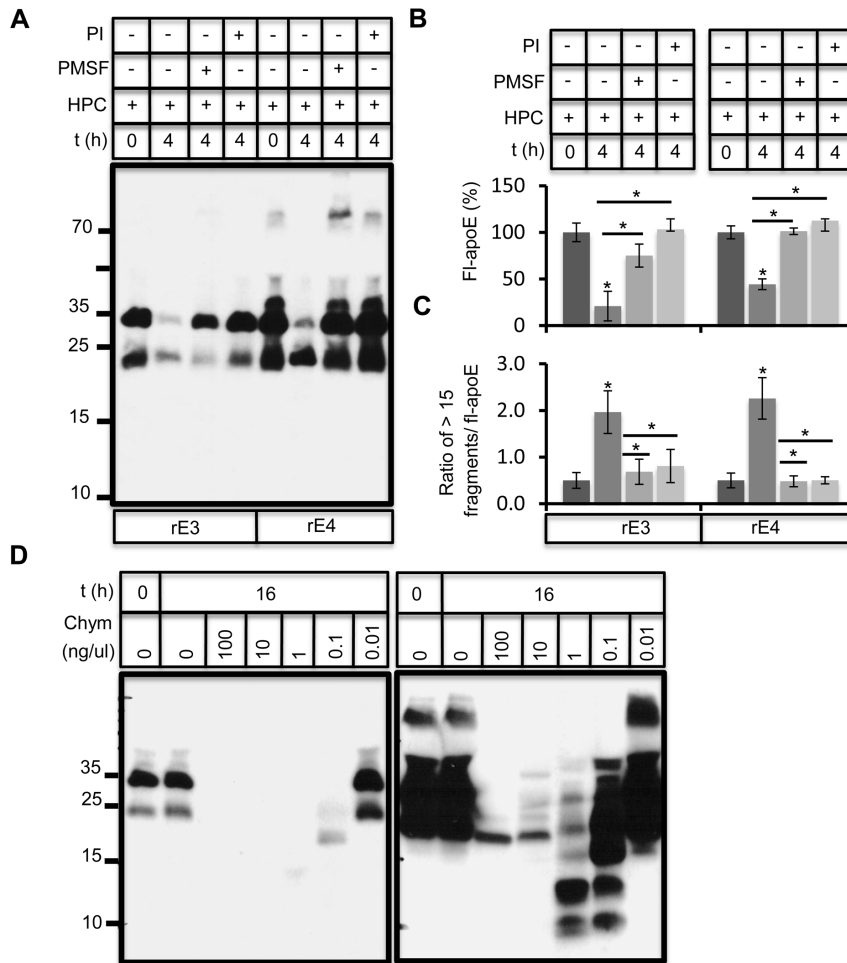 A
PI - - - + - - - +
PMSF - - + - - - + -
HPC + + + + + + + +
t (h) 0 4 4 4 0 4 4 4
70
35
25
15
10
rE3 rE4
B
PI - - - + - - - +
PMSF - - + - - - + -
HPC + + + + + + + +
t (h) 0 4 4 4 0 4 4 4
Fl-apoE (%)
150
100
50
0
* * * * * *
C
Ratio of > 15
fragments/ fl-apoE
3.0
2.0
1.0
0.0
* * * * * *
rE3 rE4
D
t (h) 0 16 0 16
Chym
(ng/ul) 0 0 100 10 1 0.1 0.01 0 0 100 10 1 0.1 0.01
35
25
15
10